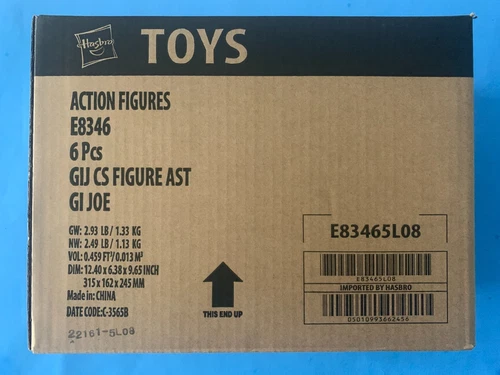 Hasbro
TOYS
ACTION FIGURES
E8346
6 Pcs
GIJ CS FIGURE AST
GI JOE
GW: 2.93 LB / 1.33 KG
NW: 2.49 LB / 1.13 KG
VOL: 0.459 FT³/ 0.013 M³
DIM: 12.40 x 6.38 x 9.65 INCH
315 x 162 x 245 MM
Made in: CHINA
DATE CODE:C-3565B
22161-5L08
THIS END UP
E83465L08
E83465L08
IMPORTED BY HASBRO
DS010993662456